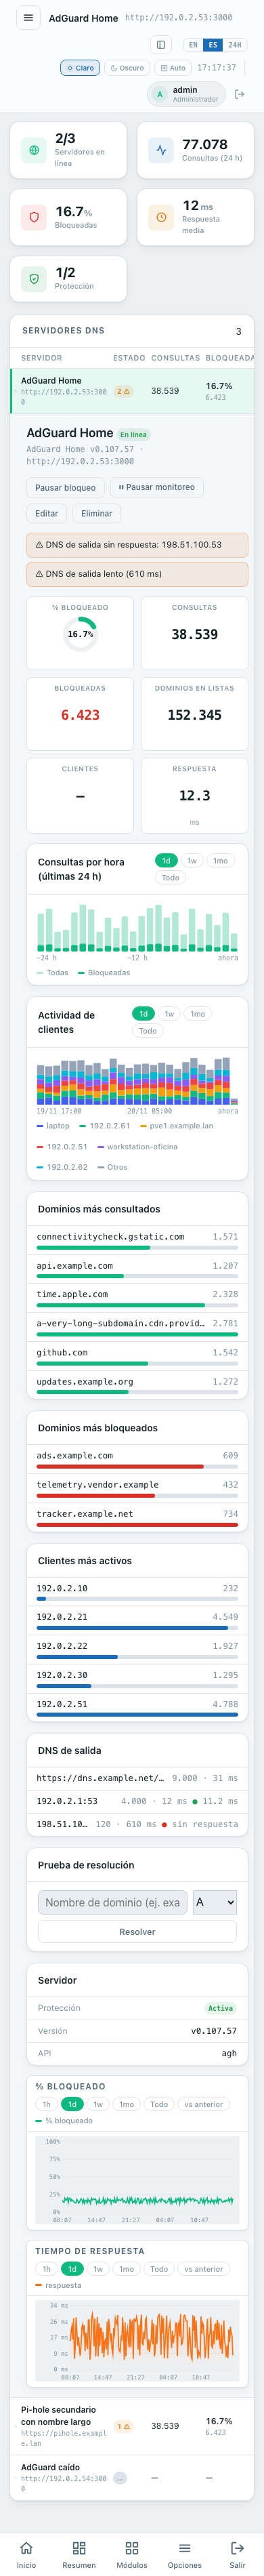 AdGuard Home http://192.0.2.53:3000
EN ES 24H
Claro Oscuro Auto 17:17:37
A admin
Administrador
2/3
Servidores en
línea
77.078
Consultas (24 h)
16.7%
Bloqueadas
12 ms
Respuesta
media
1/2
Protección
SERVIDORES DNS 3
SERVIDOR ESTADO CONSULTAS BLOQUEADA
AdGuard Home
http://192.0.2.53:300
0
2 ⚠ 38.539 16.7%
6.423
AdGuard Home En línea
AdGuard Home v0.107.57 ·
http://192.0.2.53:3000
Pausar bloqueo Pausar monitoreo
Editar Eliminar
⚠ DNS de salida sin respuesta: 198.51.100.53
⚠ DNS de salida lento (610 ms)
% BLOQUEADO CONSULTAS
16.7% 38.539
BLOQUEADAS DOMINIOS EN LISTAS
6.423 152.345
CLIENTES RESPUESTA
— 12.3
ms
Consultas por hora
(últimas 24 h)
1d 1w 1mo
Todo
−24 h −12 h ahora
Todas Bloqueadas
Actividad de
clientes
1d 1w 1mo
Todo
19/11 17:00 20/11 05:00 ahora
laptop 192.0.2.61 pve1.example.lan
192.0.2.51 workstation-oficina
192.0.2.62 Otros
Dominios más consultados
connectivitycheck.gstatic.com 1.571
api.example.com 1.207
time.apple.com 2.328
a-very-long-subdomain.cdn.provid… 2.781
github.com 1.542
updates.example.org 1.272
Dominios más bloqueados
ads.example.com 609
telemetry.vendor.example 432
tracker.example.net 734
Clientes más activos
192.0.2.10 232
192.0.2.21 4.549
192.0.2.22 1.927
192.0.2.30 1.295
192.0.2.51 4.788
DNS de salida
https://dns.example.net/… 9.000 · 31 ms
192.0.2.1:53 4.000 · 12 ms ● 11.2 ms
198.51.10… 120 · 610 ms ● sin respuesta
Prueba de resolución
Nombre de dominio (ej. exa A
Resolver
Servidor
Protección Activa
Versión v0.107.57
API agh
% BLOQUEADO
1h 1d 1w 1mo Todo vs anterior
% bloqueado
100%
75%
50%
25%
0%
08:07 14:47 21:27 04:07 10:47
TIEMPO DE RESPUESTA
1h 1d 1w 1mo Todo vs anterior
respuesta
34 ms
26 ms
17 ms
9 ms
0 ms
08:07 14:47 21:27 04:07 10:47
Pi-hole secundario
con nombre largo
https://pihole.exampl
e.lan
1 ⚠ 38.539 16.7%
6.423
AdGuard caído
http://192.0.2.54:300
0
… — —
Inicio Resumen Módulos Opciones Salir